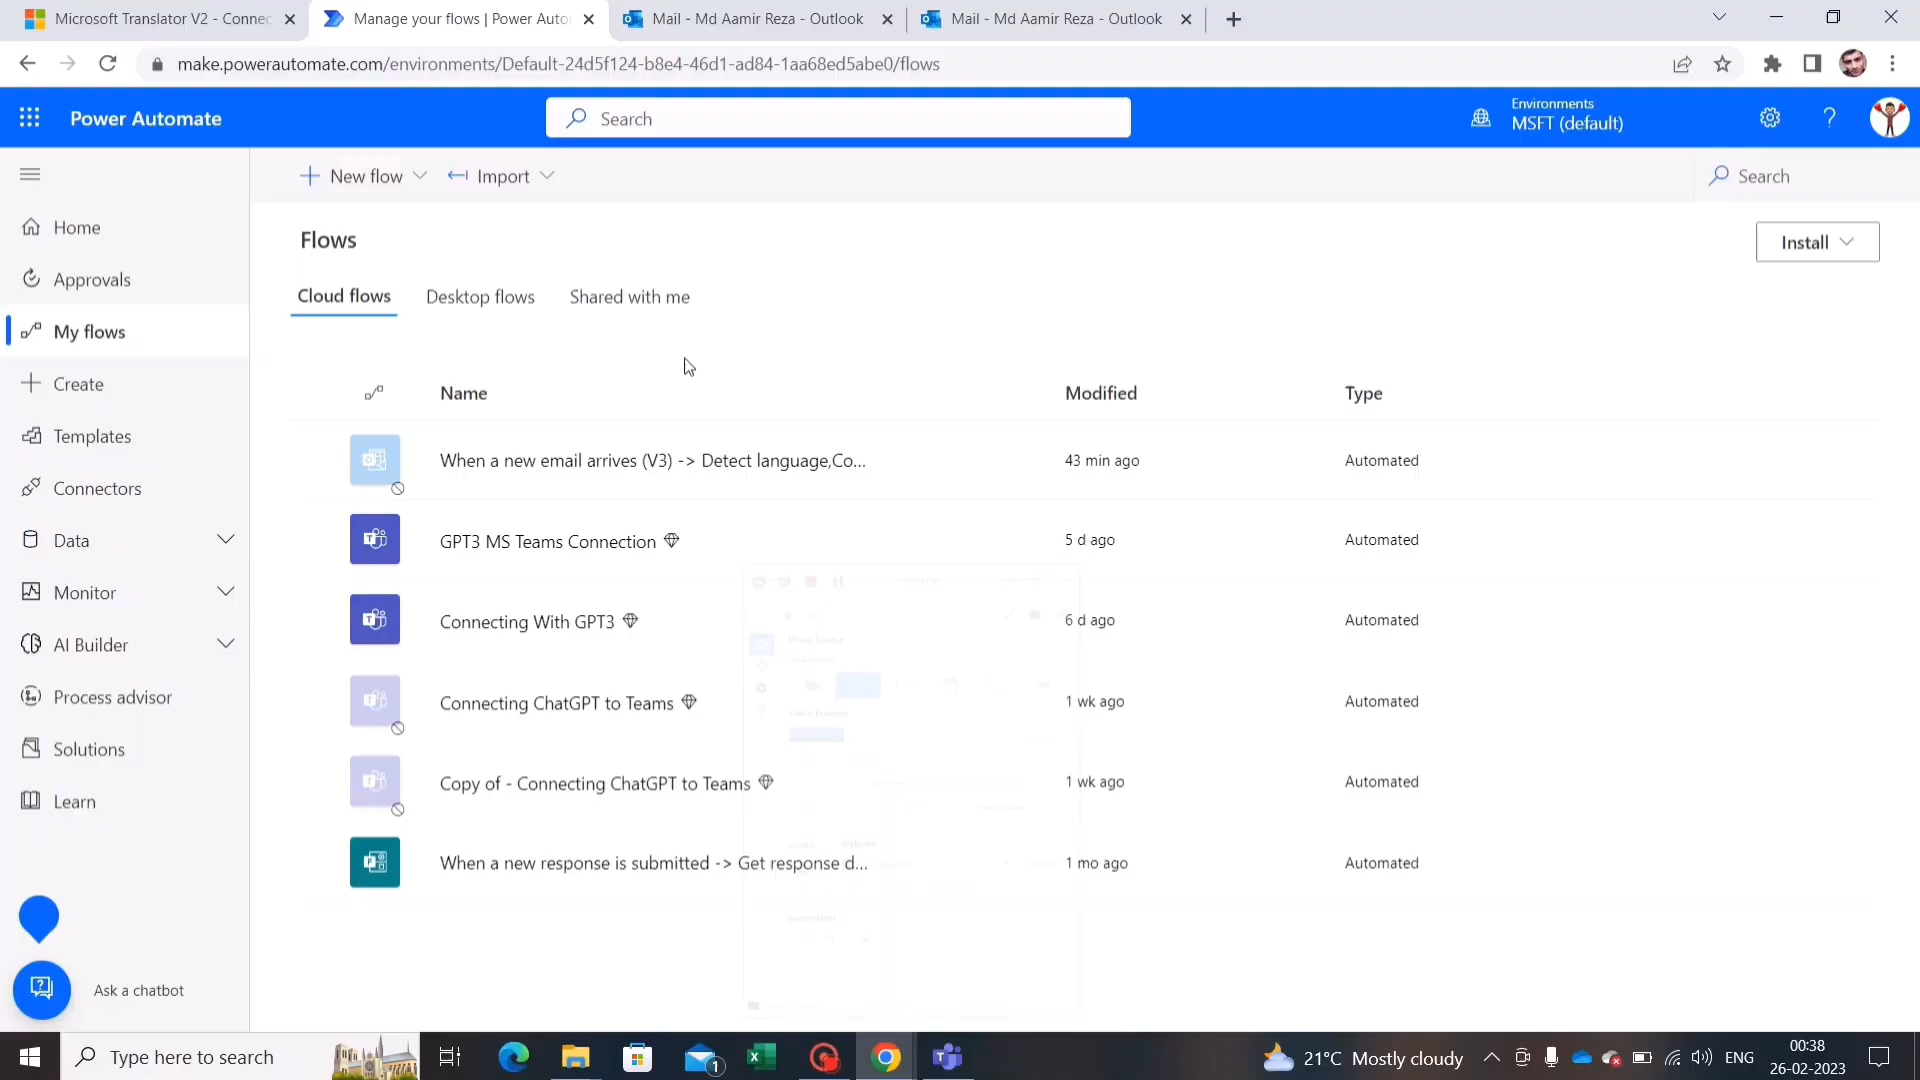 Microsoft Translator V2 - Connec
Manage your flows | Power Auto
Mail - Md Aamir Reza - Outlook
Mail - Md Aamir Reza - Outlook
make.powerautomate.com/environments/Default-24d5f124-b8e4-46d1-ad84-1aa68ed5abe0/flows
Power Automate
Search
Environments
MSFT (default)
New flow
Import
Search
Home
Approvals
My flows
Create
Templates
Connectors
Data
Monitor
AI Builder
Process advisor
Solutions
Learn
Ask a chatbot
Flows
Install
Cloud flows
Desktop flows
Shared with me
Name Modified Type
When a new email arrives (V3) -> Detect language,Co... 43 min ago Automated
GPT3 MS Teams Connection 5 d ago Automated
Connecting With GPT3 6 d ago Automated
Connecting ChatGPT to Teams 1 wk ago Automated
Copy of - Connecting ChatGPT to Teams 1 wk ago Automated
When a new response is submitted -> Get response d... 1 mo ago Automated
Type here to search
1
21°C Mostly cloudy
ENG
00:38
26-02-2023